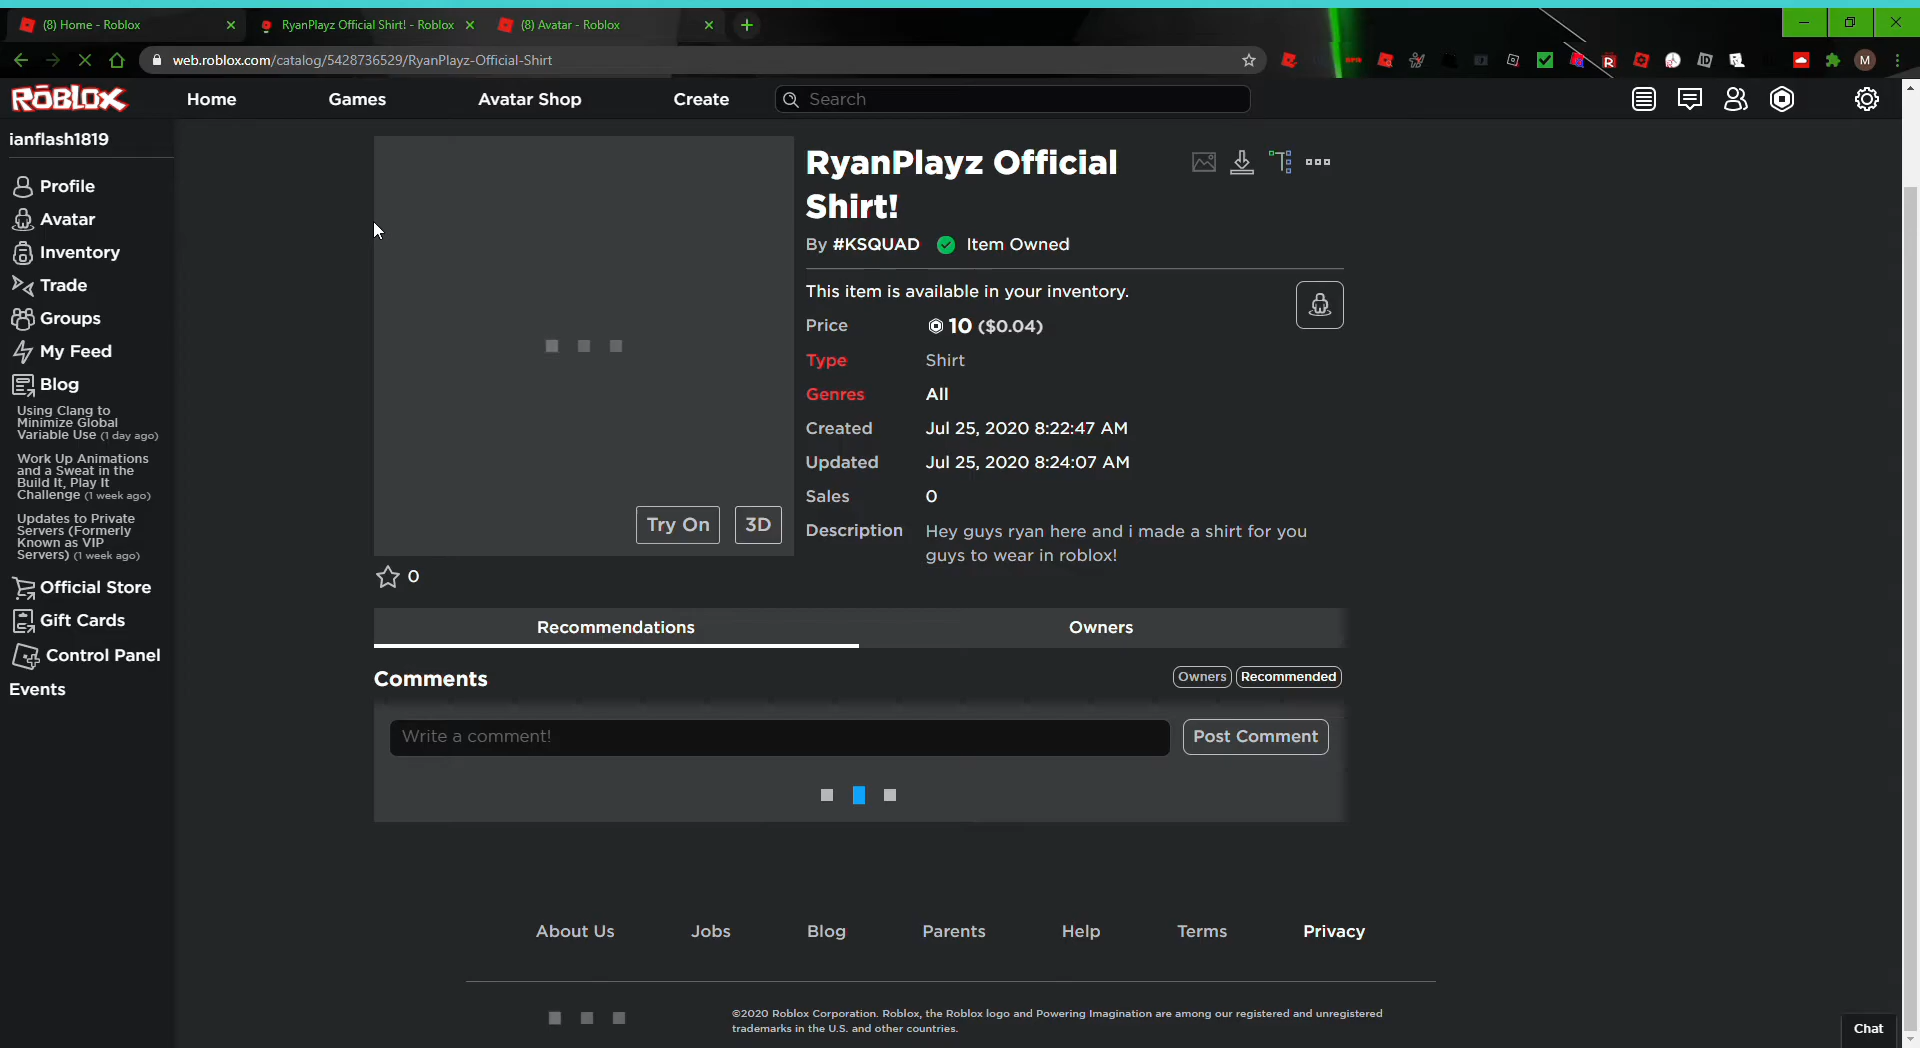 (8) Home - Roblox
RyanPlayz Official Shirt! - Roblox
(8) Avatar - Roblox
web.roblox.com/catalog/5428736529/RyanPlayz-Official-Shirt
M
ROBLOX
Home
Games
Avatar Shop
Create
Search
ianflash1819
Profile
Avatar
Inventory
Trade
Groups
My Feed
Blog
Using Clang to
Minimize Global
Variable Use (1 day ago)
Work Up Animations
and a Sweat in the
Build It, Play It
Challenge (1 week ago)
Updates to Private
Servers (Formerly
Known as VIP
Servers) (1 week ago)
Official Store
Gift Cards
Control Panel
Events
Try On
3D
0
RyanPlayz Official
Shirt!
By #KSQUAD Item Owned
This item is available in your inventory.
Price 10 ($0.04)
Type Shirt
Genres All
Created Jul 25, 2020 8:22:47 AM
Updated Jul 25, 2020 8:24:07 AM
Sales 0
Description Hey guys ryan here and i made a shirt for you
guys to wear in roblox!
Recommendations
Owners
Comments
Owners
Recommended
Write a comment!
Post Comment
About Us
Jobs
Blog
Parents
Help
Terms
Privacy
©2020 Roblox Corporation. Roblox, the Roblox logo and Powering Imagination are among our registered and unregistered
trademarks in the U.S. and other countries.
Chat